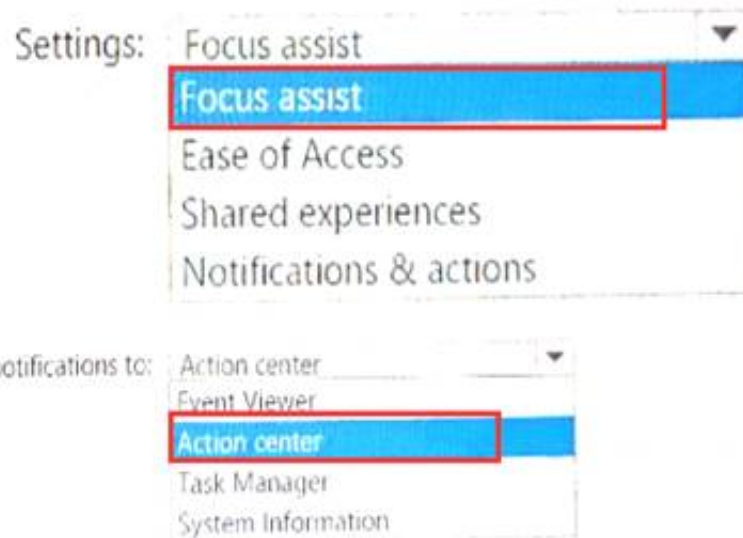 Settings: Focus assist
Focus assist
Ease of Access
Shared experiences
Notifications & actions
notifications to: Action center
Event Viewer
Action center
Task Manager
System Information